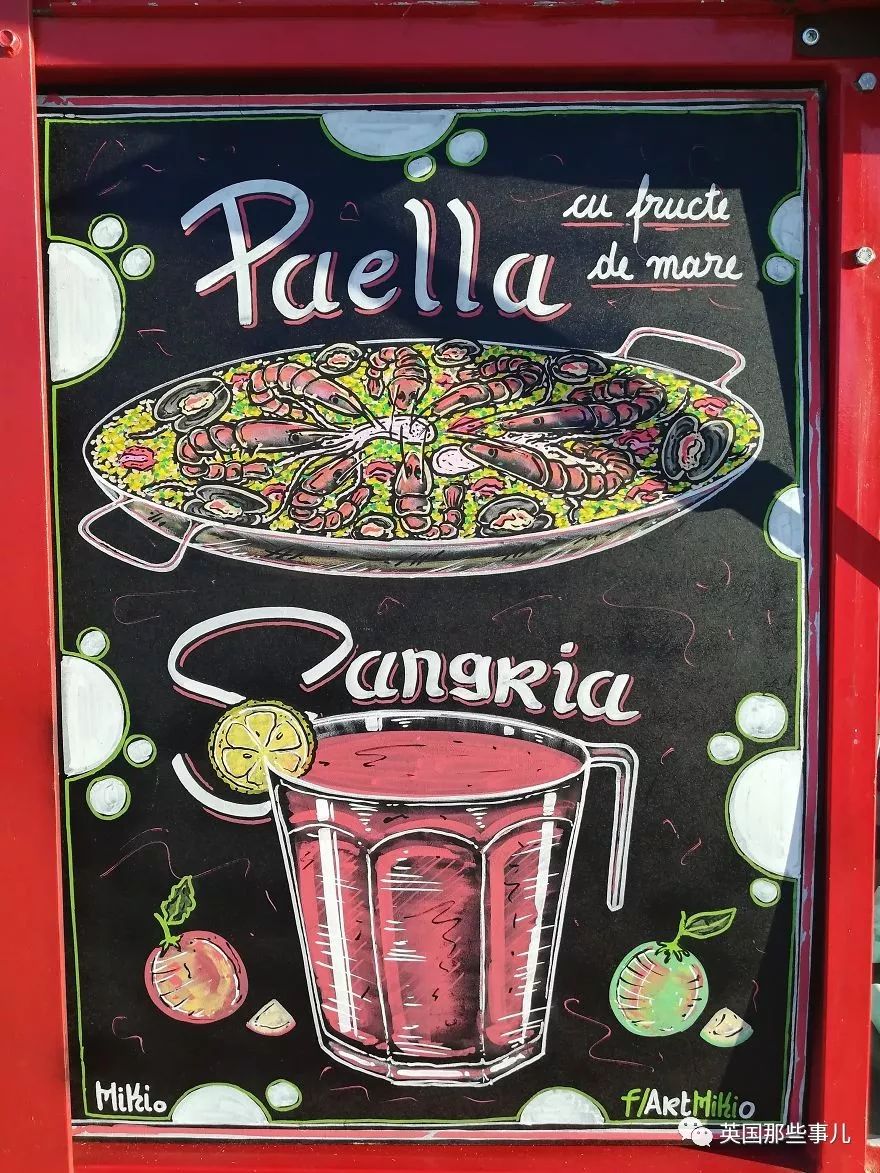 Paella
cu fructe
de mare
Sangria
Mikio
f/ArtMikio
英国那些事儿